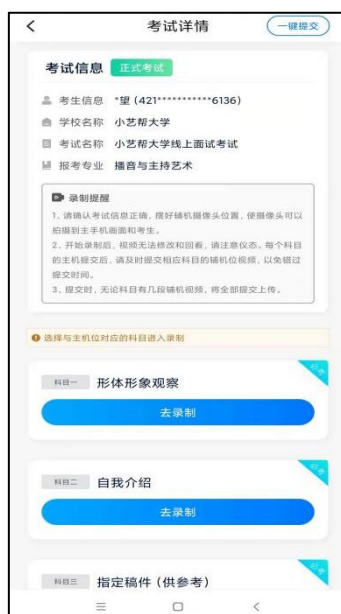 考试详情
一键提交
考试信息 正式考试
考生信息 *望 (421***********6136)
学校名称 小艺帮大学
考试名称 小艺帮大学线上面试考试
报考专业 播音与主持艺术
录制提醒
1、请确认考试信息正确，摆好辅机摄像头位置，使摄像头可以
拍摄到主手机画面和考生。
2、开始录制后，视频无法修改和回看，请注意仪态。每个科目
的主机提交后，请及时提交相应科目的辅机位视频，以免错过
提交时间。
3、提交时，无论科目有几段辅机视频，将全部提交上传。
选择与主机位对应的科目进入录制
科目一 形体形象观察
必考
去录制
科目二 自我介绍
必考
去录制
科目三 指定稿件 (供参考)
必考